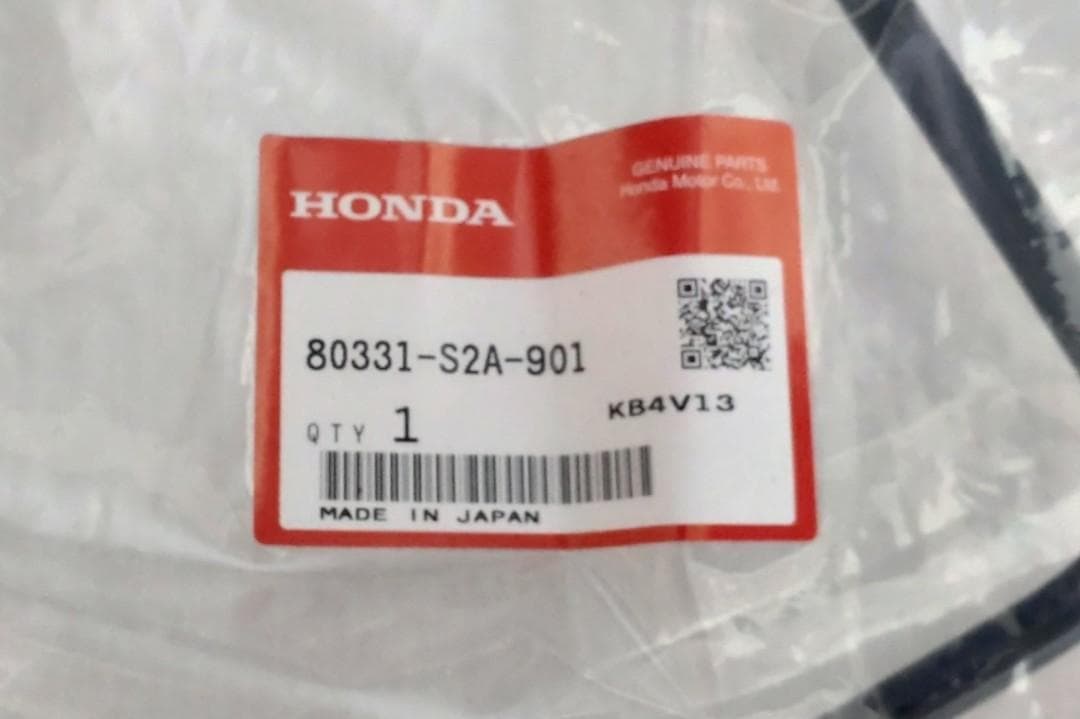 GENUINE PARTS
HONDA
Honda Motor Co., Ltd.
80331-S2A-901
KB4V13
QTY 1
MADE IN JAPAN